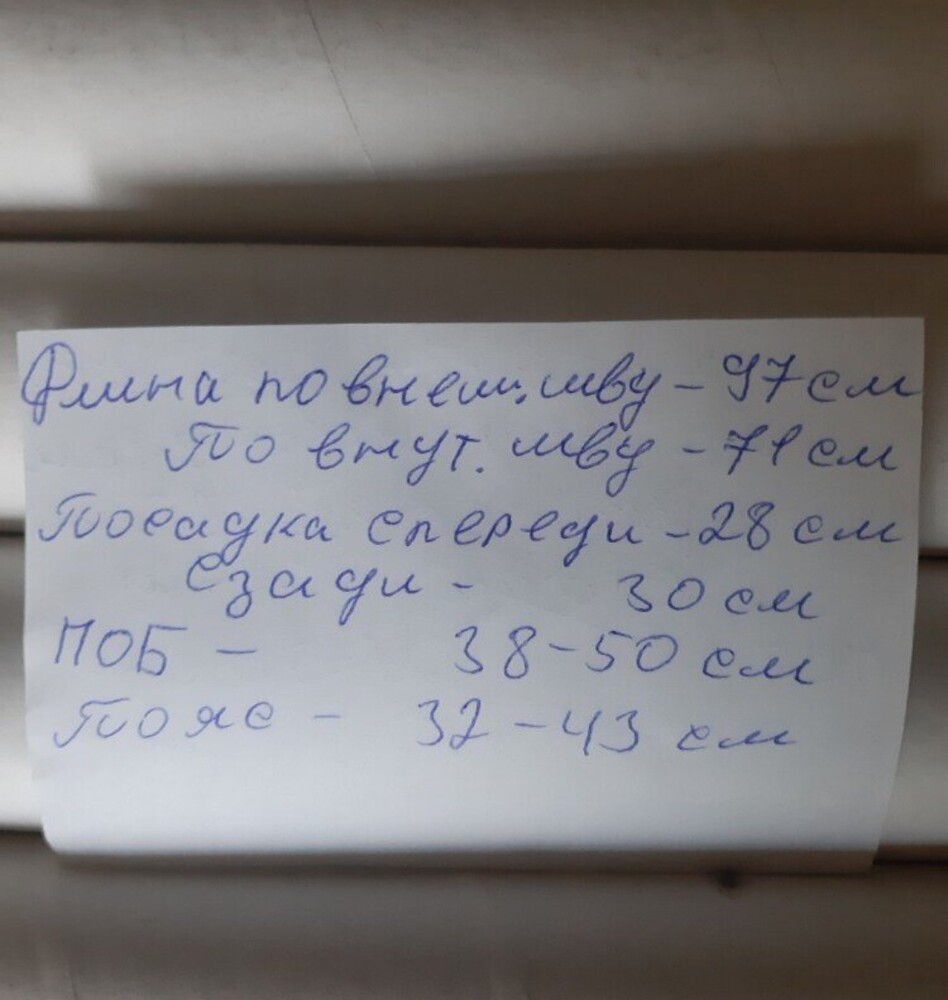 Длина по внеш. шву - 97 см
По внут. шву - 71 см
Посадка спереди - 28 см
Сзади - 30 см
ПОБ - 38-50 см
Пояс - 32-43 см